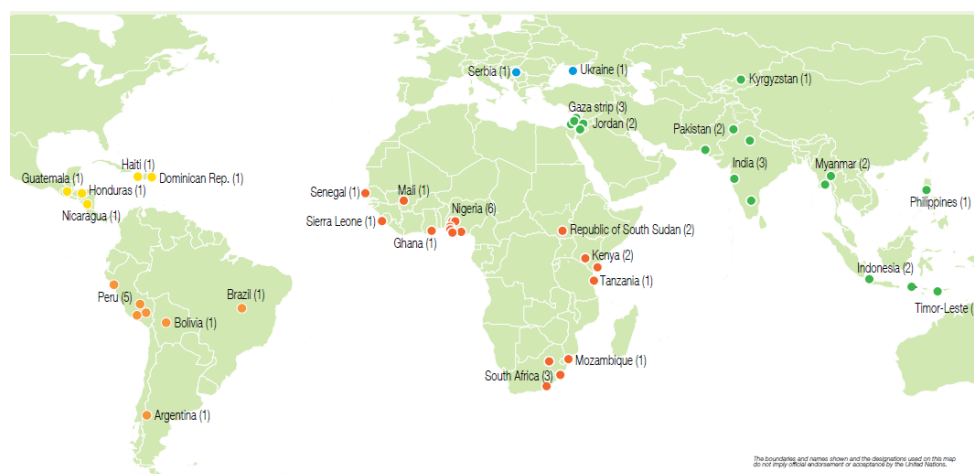 Serbia (1)
Ukraine (1)
Kyrgyzstan (1)
Gaza strip (3)
Jordan (2)
Pakistan (2)
Haiti (1)
Dominican Rep. (1)
Guatemala (1)
Honduras (1)
Nicaragua (1)
Senegal (1)
Mali (1)
India (3)
Myanmar (2)
Philippines (1)
Sierra Leone (1)
Nigeria (6)
Ghana (1)
Republic of South Sudan (2)
Kenya (2)
Tanzania (1)
Indonesia (2)
Timor-Leste (
Peru (5)
Brazil (1)
Bolivia (1)
Mozambique (1)
South Africa (3)
Argentina (1)
The boundaries and names shown and the designations used on this map
do not imply official endorsement or acceptance by the United Nations.